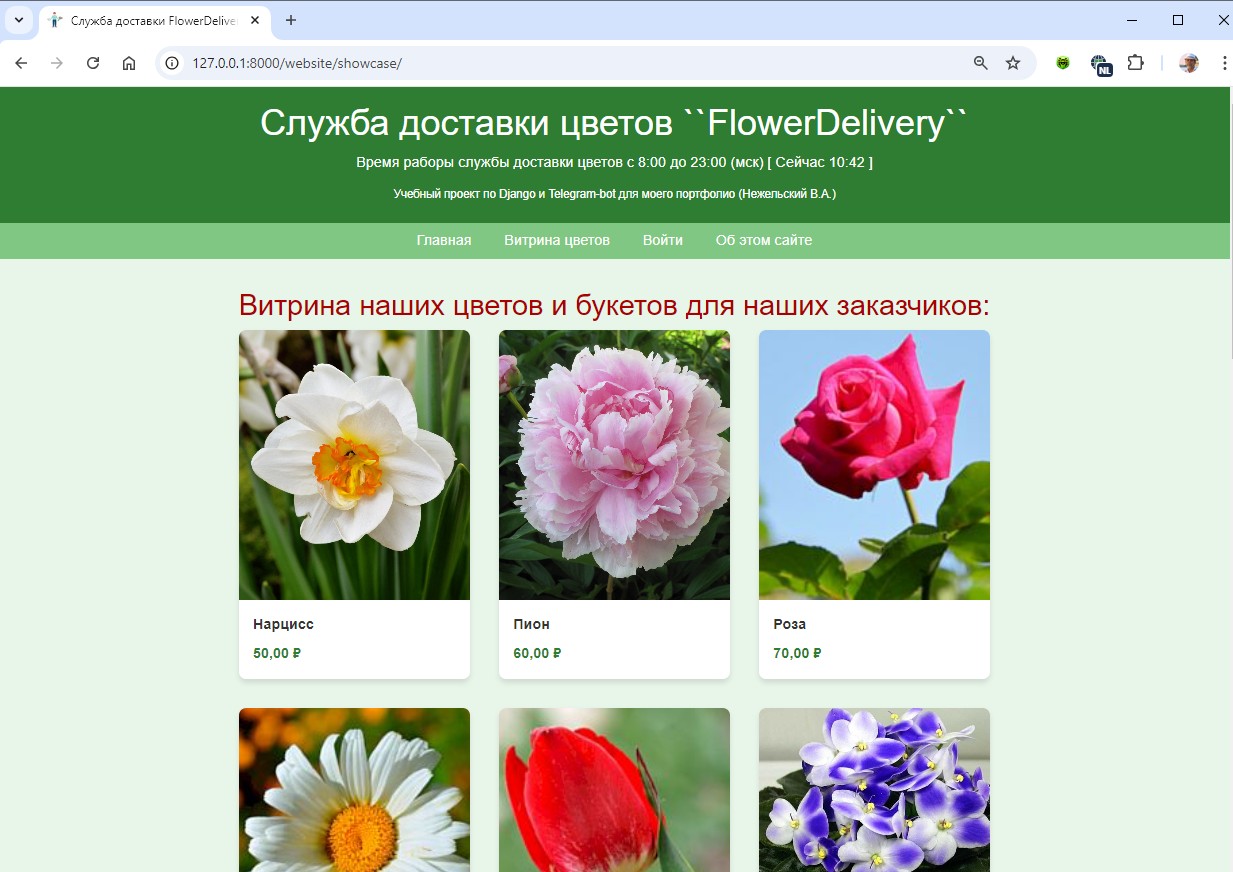 Служба доставки FlowerDelive
127.0.0.1:8000/website/showcase/
NL
Служба доставки цветов ``FlowerDelivery``
Время раборы службы доставки цветов с 8:00 до 23:00 (мск) [ Сейчас 10:42 ]
Учебный проект по Django и Telegram-bot для моего портфолио (Нежельский В.А.)
Главная Витрина цветов Войти Об этом сайте
Витрина наших цветов и букетов для наших заказчиков:
Нарцисс Пион Роза
50,00 ₽ 60,00 ₽ 70,00 ₽